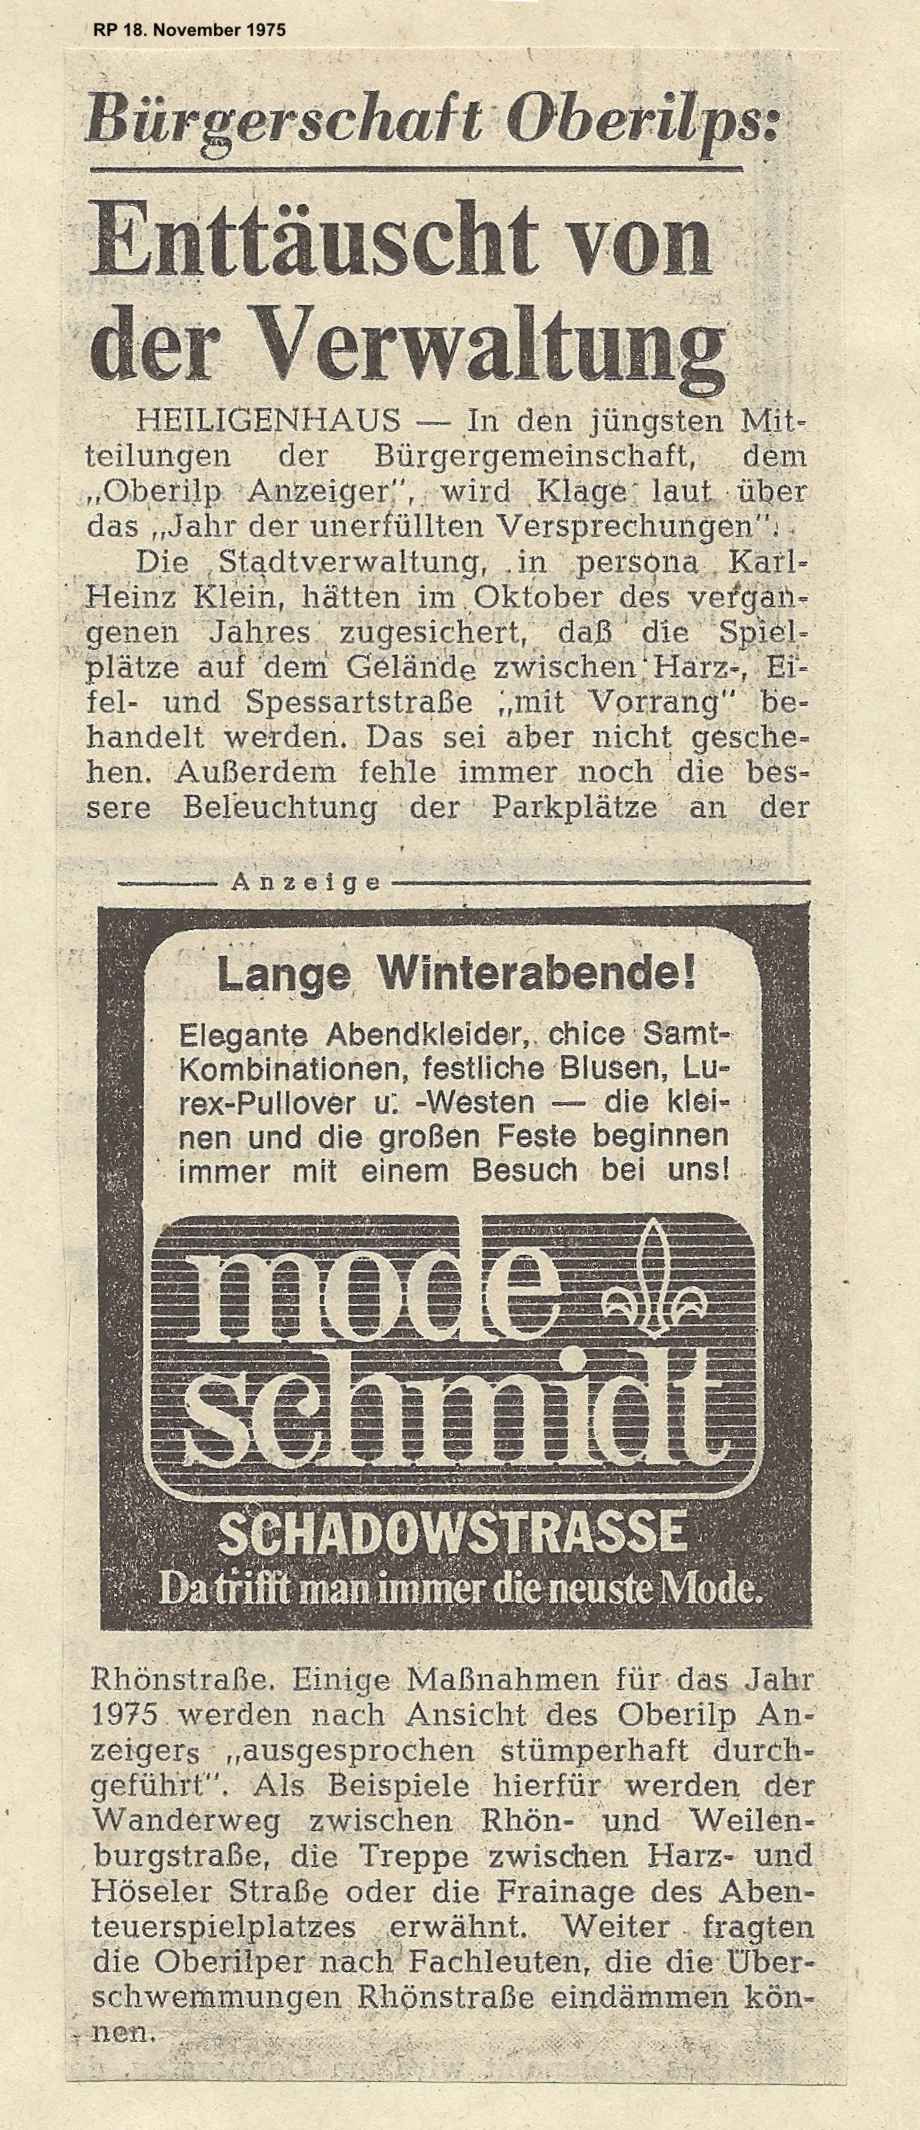 RP 18. November 1975
Bürgerschaft Oberilps:
Enttäuscht von
der Verwaltung
HEILIGENHAUS — In den jüngsten Mit-
teilungen der Bürgergemeinschaft, dem
„Oberilp Anzeiger", wird Klage laut über
das „Jahr der unerfüllten Versprechungen".
Die Stadtverwaltung, in persona Karl-
Heinz Klein, hätten im Oktober des vergan-
genen Jahres zugesichert, daß die Spiel-
plätze auf dem Gelände zwischen Harz-, Ei-
fel- und Spessartstraße „mit Vorrang" be-
handelt werden. Das sei aber nicht gesche-
hen. Außerdem fehle immer noch die bes-
sere Beleuchtung der Parkplätze an der
Anzeige
Lange Winterabende!
Elegante Abendkleider, chice Samt-
Kombinationen, festliche Blusen, Lu-
rex-Pullover u. -Westen — die klei-
nen und die großen Feste beginnen
immer mit einem Besuch bei uns!
mode
schmidt
SCHADOWSTRASSE
Da trifft man immer die neuste Mode.
Rhönstraße. Einige Maßnahmen für das Jahr
1975 werden nach Ansicht des Oberilp An-
zeigers „ausgesprochen stümperhaft durch-
geführt". Als Beispiele hierfür werden der
Wanderweg zwischen Rhön- und Weilen-
burgstraße, die Treppe zwischen Harz- und
Höseler Straße oder die Frainage des Aben-
teuerspielplatzes erwähnt. Weiter fragten
die Oberilper nach Fachleuten, die die Über-
schwemmungen Rhönstraße eindämmen kön-
nen.